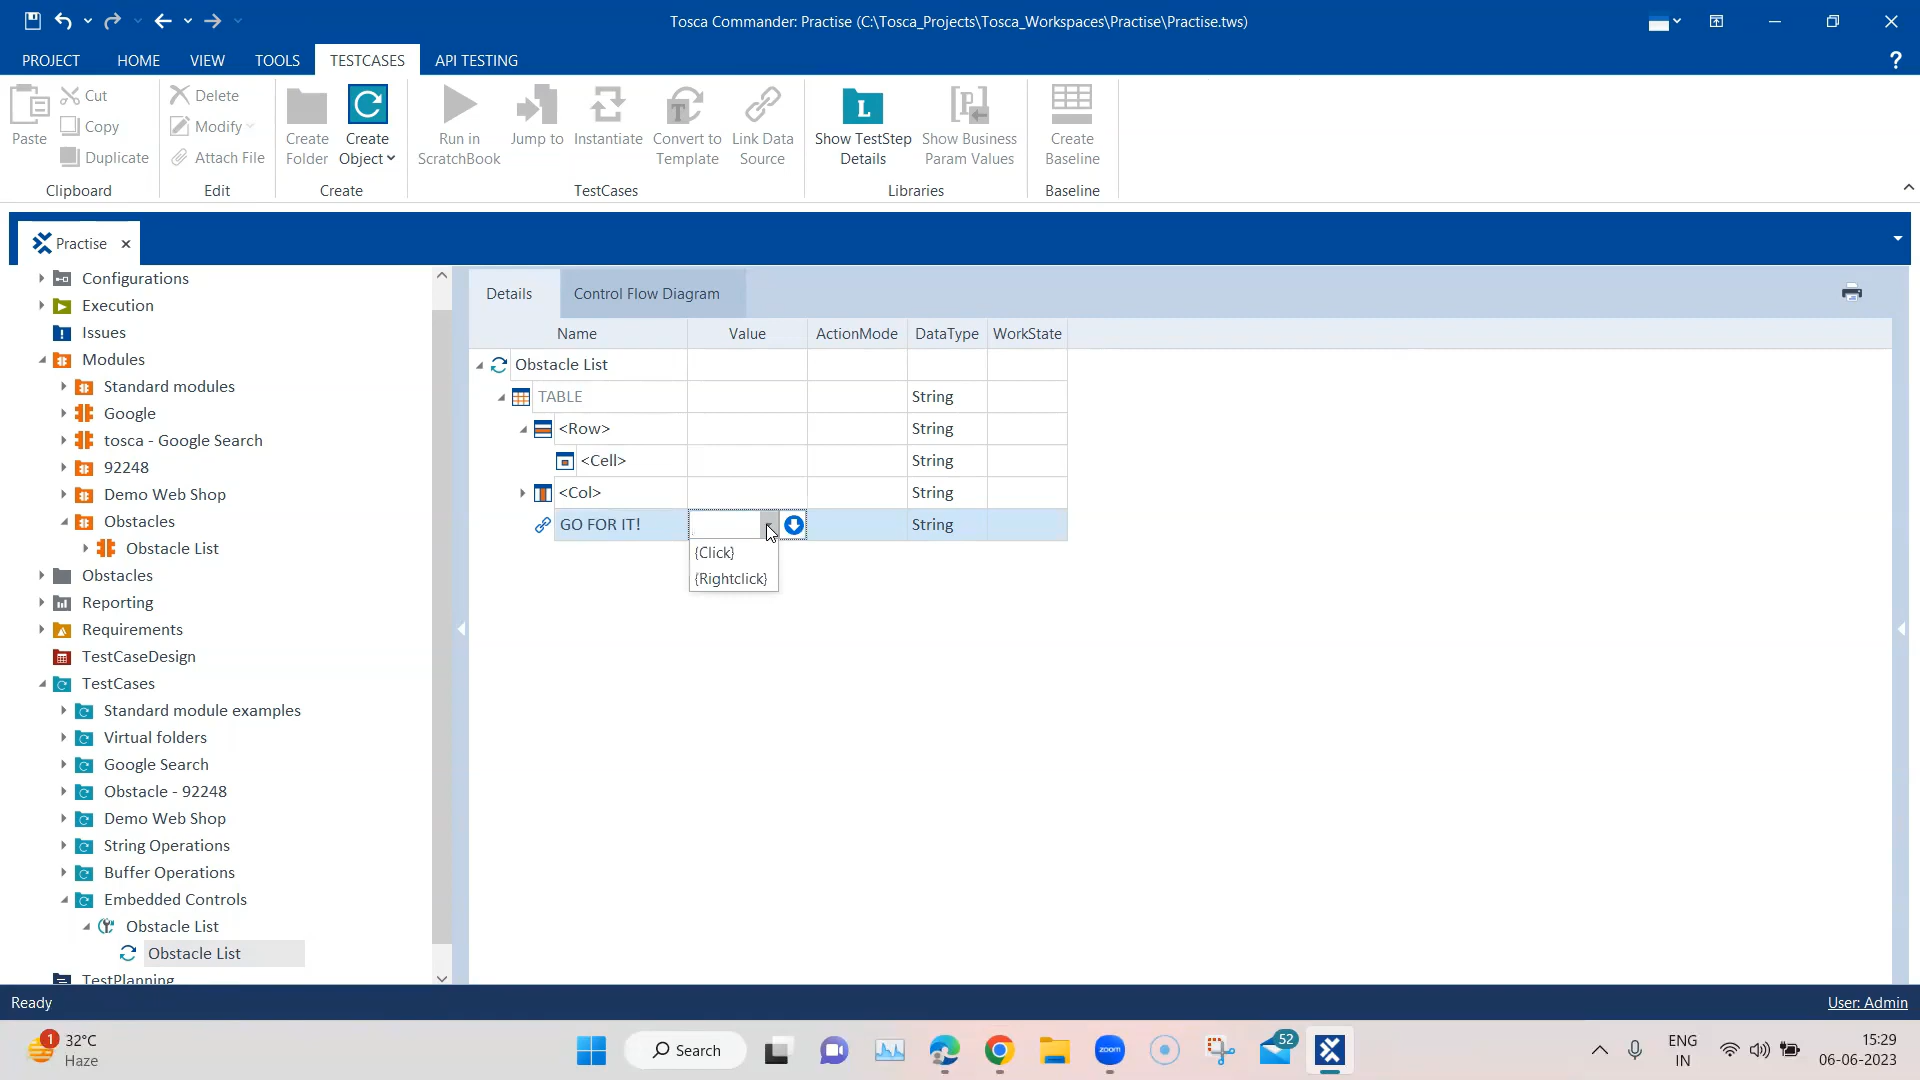 Tosca Commander: Practise (C:\Tosca_Projects\Tosca_Workspaces\Practise\Practise.tws)
PROJECT HOME VIEW TOOLS TESTCASES API TESTING ?
Paste
Cut
Copy
Duplicate
Clipboard
Delete
Modify
Attach File
Edit
Create Folder
Create Object
Create
Run in ScratchBook
Jump to
Instantiate
Convert to Template
Link Data Source
TestCases
L
Show TestStep Details
Show Business Param Values
Libraries
Create Baseline
Baseline
Practise
Configurations
Execution
Issues
Modules
Standard modules
Google
tosca - Google Search
92248
Demo Web Shop
Obstacles
Obstacle List
Obstacles
Reporting
Requirements
TestCaseDesign
TestCases
Standard module examples
Virtual folders
Google Search
Obstacle - 92248
Demo Web Shop
String Operations
Buffer Operations
Embedded Controls
Obstacle List
Obstacle List
TestPlanning
Details Control Flow Diagram
Name Value ActionMode DataType WorkState
Obstacle List
TABLE String
<Row> String
<Cell> String
<Col> String
GO FOR IT! String
{Click}
{Rightclick}
Ready User: Admin
1
32°C
Haze
Search
zoom
52
ENG
IN
15:29
06-06-2023